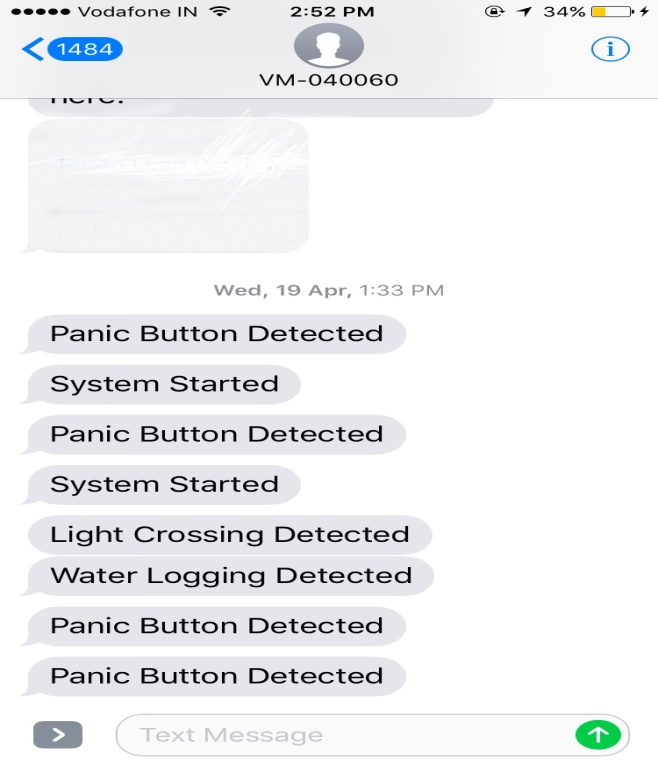 Vodafone IN
2:52 PM
34%
1484
VM-040060
here.
Wed, 19 Apr, 1:33 PM
Panic Button Detected
System Started
Panic Button Detected
System Started
Light Crossing Detected
Water Logging Detected
Panic Button Detected
Panic Button Detected
Text Message